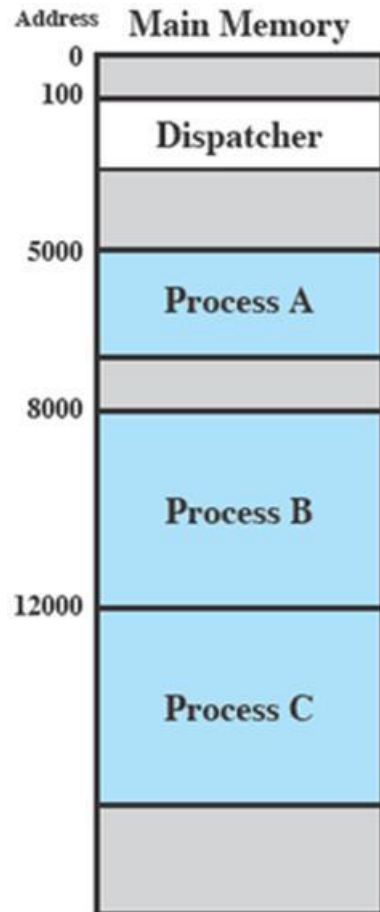 Address Main Memory
0
100
Dispatcher
5000
Process A
8000
Process B
12000
Process C